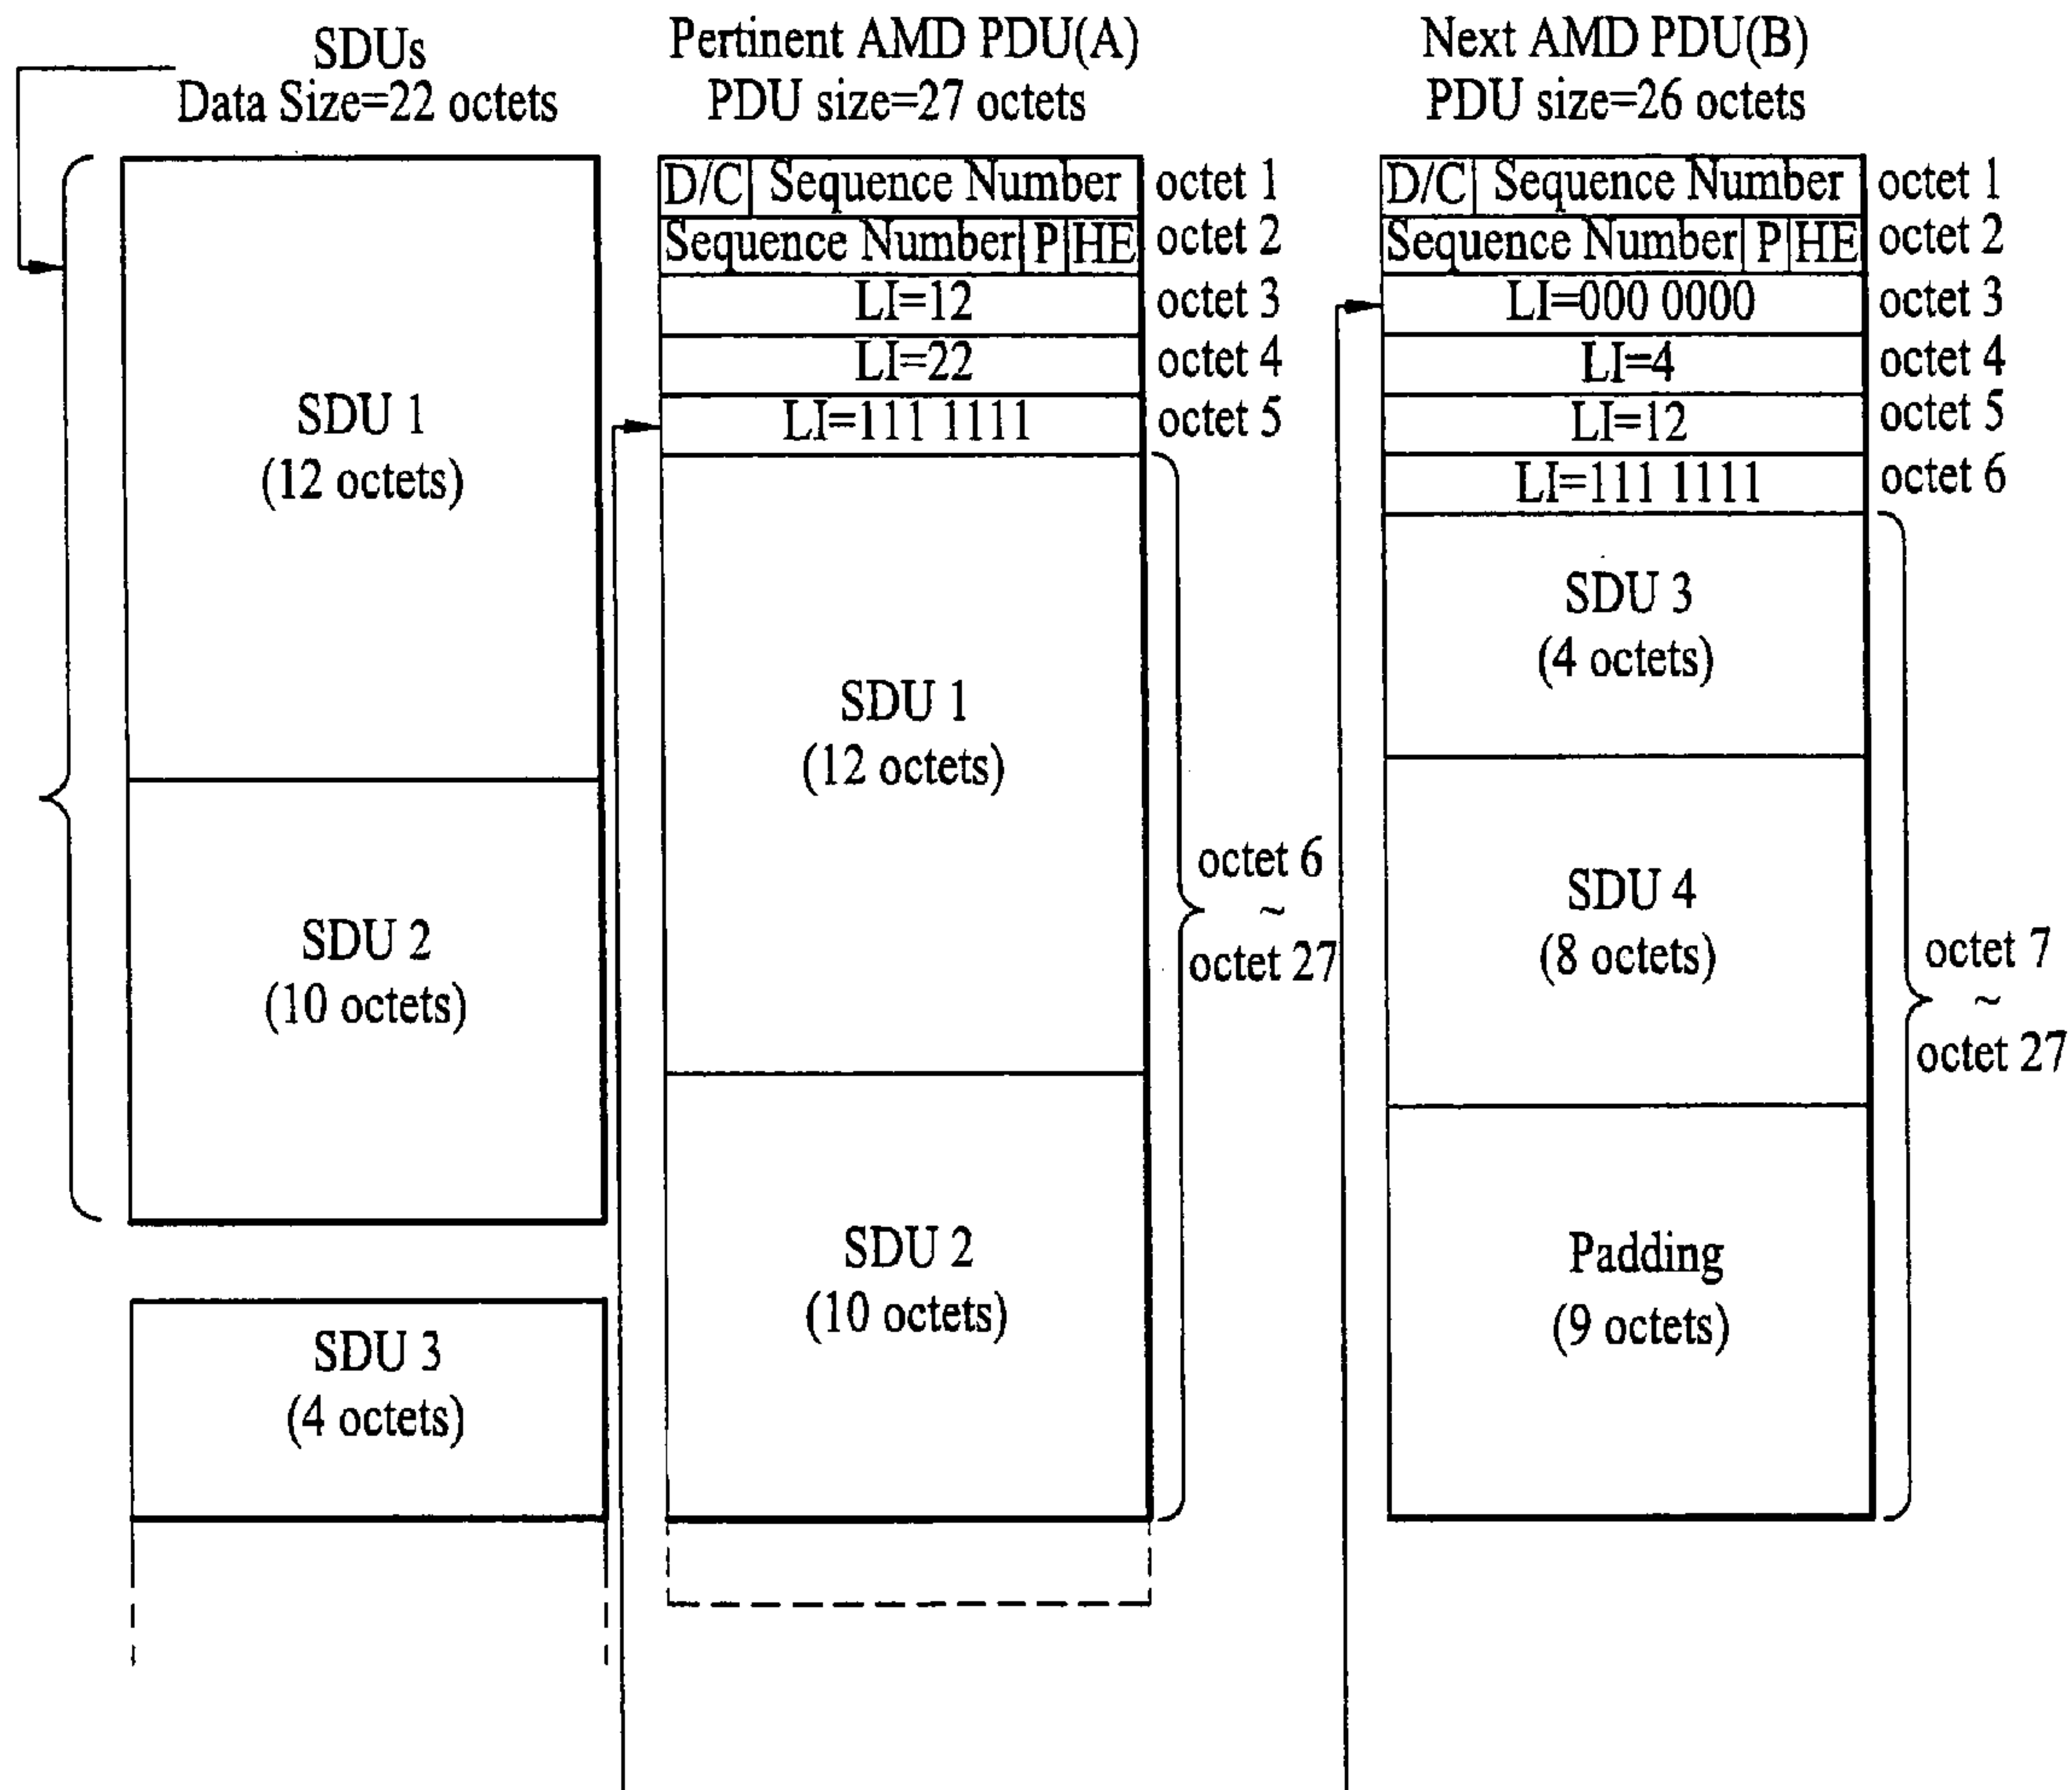 SDUs
Data Size=22 octets
SDU 1
(12 octets)
SDU 2
(10 octets)
SDU 3
(4 octets)
Pertinent AMD PDU(A)
PDU size=27 octets
D/C Sequence Number octet 1
Sequence Number P HE octet 2
LI=12 octet 3
LI=22 octet 4
LI=111 1111 octet 5
SDU 1
(12 octets)
SDU 2
(10 octets)
octet 6
~
octet 27
Next AMD PDU(B)
PDU size=26 octets
D/C Sequence Number octet 1
Sequence Number P HE octet 2
LI=000 0000 octet 3
LI=4 octet 4
LI=12 octet 5
LI=111 1111 octet 6
SDU 3
(4 octets)
SDU 4
(8 octets)
Padding
(9 octets)
octet 7
~
octet 27